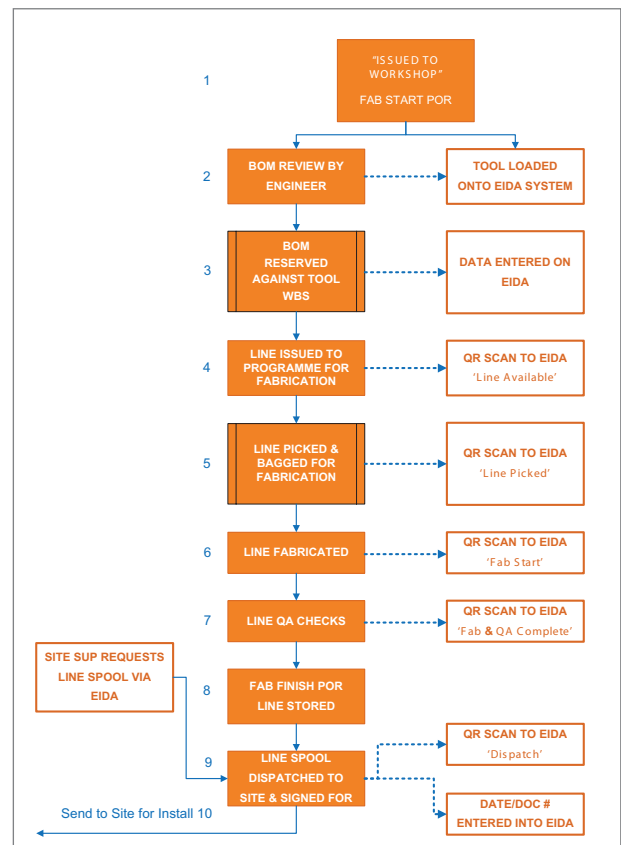 1
"ISSUED TO
WORKSHOP"
FAB START POR
2
BOM REVIEW BY
ENGINEER
TOOL LOADED
ONTO EIDA SYSTEM
3
BOM
RESERVED
AGAINST TOOL
WBS
DATA ENTERED ON
EIDA
4
LINE ISSUED TO
PROGRAMME FOR
FABRICATION
QR SCAN TO EIDA
'Line Available'
5
LINE PICKED &
BAGGED FOR
FABRICATION
QR SCAN TO EIDA
'Line Picked'
6
LINE FABRICATED
QR SCAN TO EIDA
'Fab Start'
7
LINE QA CHECKS
QR SCAN TO EIDA
'Fab & QA Complete'
SITE SUP REQUESTS
LINE SPOOL VIA
EIDA
8
FAB FINISH POR
LINE STORED
9
LINE SPOOL
DISPATCHED TO
SITE & SIGNED FOR
QR SCAN TO EIDA
'Dispatch'
DATE/DOC #
ENTERED INTO EIDA
Send to Site for Install 10